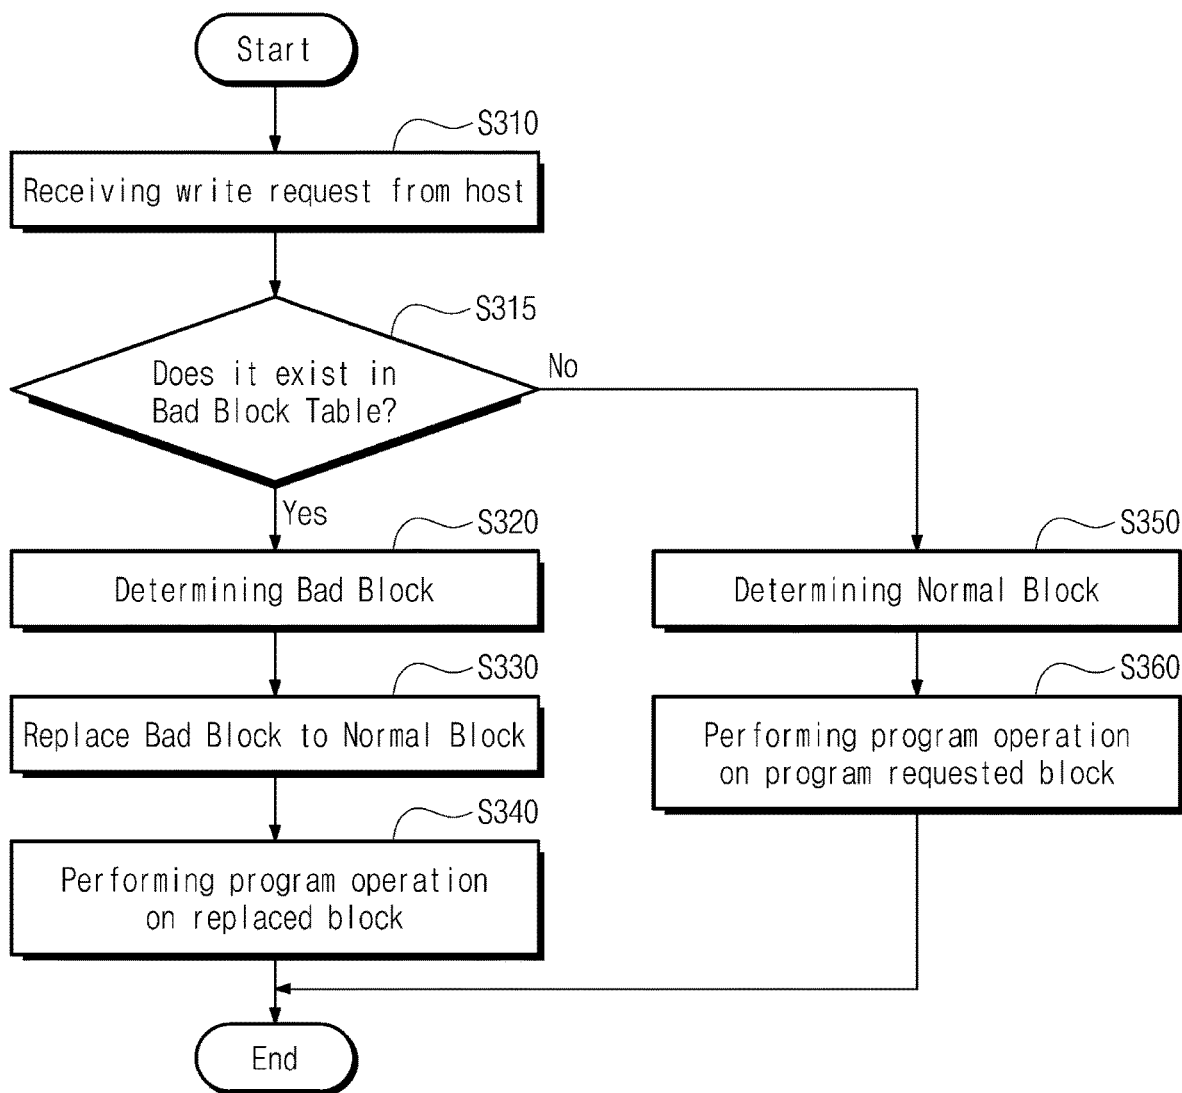 Start
S310
Receiving write request from host
S315
Does it exist in
Bad Block Table?
No
Yes
S320
Determining Bad Block
S350
Determining Normal Block
S330
Replace Bad Block to Normal Block
S360
Performing program operation
on program requested block
S340
Performing program operation
on replaced block
End